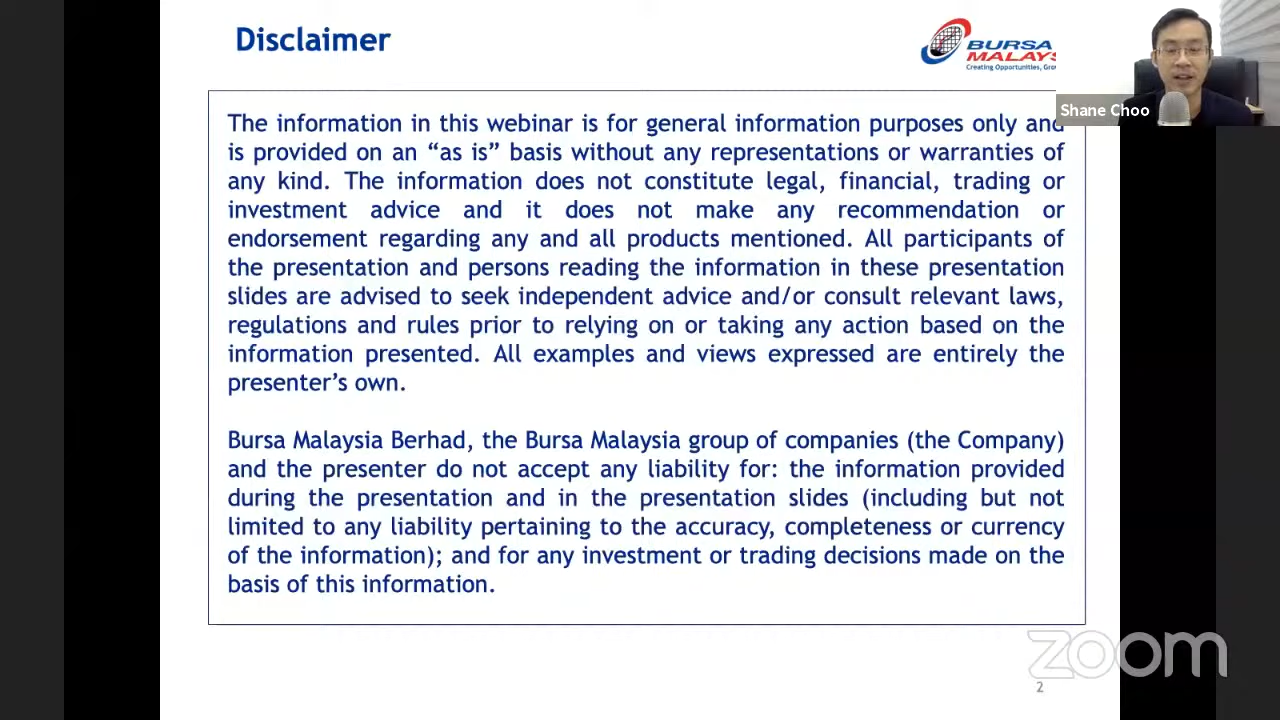 Disclaimer
BURSA
MALAYS
Creating Opportunities, Gro
Shane Choo
The information in this webinar is for general information purposes only and
is provided on an “as is” basis without any representations or warranties of
any kind. The information does not constitute legal, financial, trading or
investment advice and it does not make any recommendation or
endorsement regarding any and all products mentioned. All participants of
the presentation and persons reading the information in these presentation
slides are advised to seek independent advice and/or consult relevant laws,
regulations and rules prior to relying on or taking any action based on the
information presented. All examples and views expressed are entirely the
presenter’s own.
Bursa Malaysia Berhad, the Bursa Malaysia group of companies (the Company)
and the presenter do not accept any liability for: the information provided
during the presentation and in the presentation slides (including but not
limited to any liability pertaining to the accuracy, completeness or currency
of the information); and for any investment or trading decisions made on the
basis of this information.
zoom
2